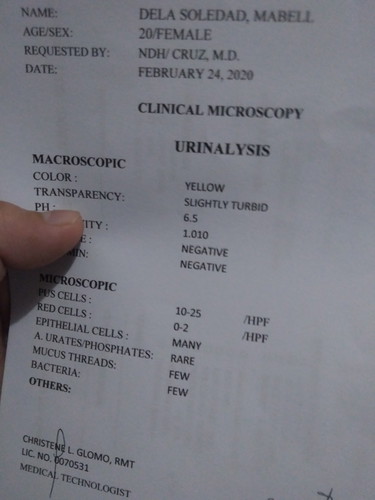 NAME: DELA SOLEDAD, MABELL
AGE/SEX: 20/FEMALE
REQUESTED BY: NDH/ CRUZ, M.D.
DATE: FEBRUARY 24, 2020
CLINICAL MICROSCOPY
URINALYSIS
MACROSCOPIC
COLOR : YELLOW
TRANSPARENCY: SLIGHTLY TURBID
PH : 6.5
ITY : 1.010
E : NEGATIVE
MIN: NEGATIVE
MICROSCOPIC
PUS CELLS : 10-25 /HPF
RED CELLS : 0-2 /HPF
EPITHELIAL CELLS : MANY
A. URATES/PHOSPHATES: RARE
MUCUS THREADS: FEW
BACTERIA: FEW
OTHERS:
CHRISTENE L. GLOMO, RMT
LIC. NO. 0070531
MEDICAL TECHNOLOGIST